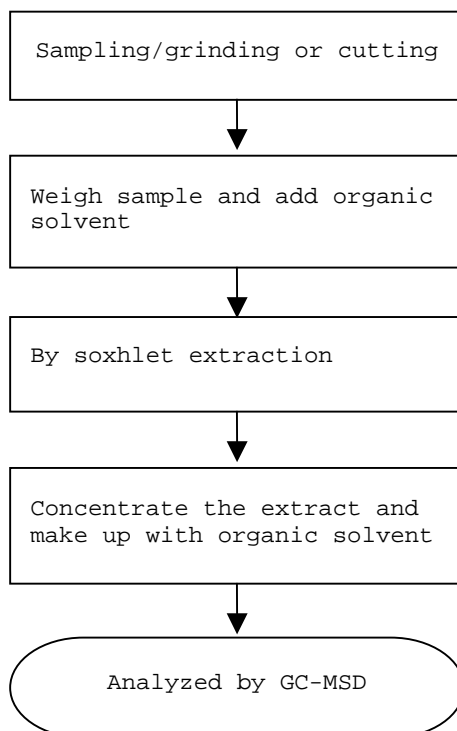 Sampling/grinding or cutting
Weigh sample and add organic
solvent
By soxhlet extraction
Concentrate the extract and
make up with organic solvent
Analyzed by GC-MSD